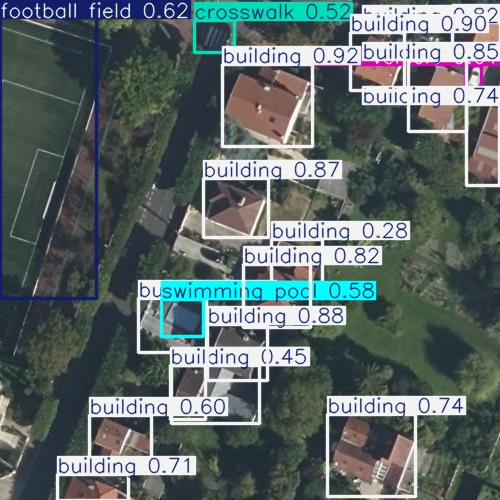 football field 0.62
crosswalk 0.52
building 0.902
building 0.92
building 0.85
building 0.74
building 0.87
building 0.28
building 0.82
bu
swimming pool 0.58
building 0.88
building 0.45
building 0.60
building 0.74
building 0.71